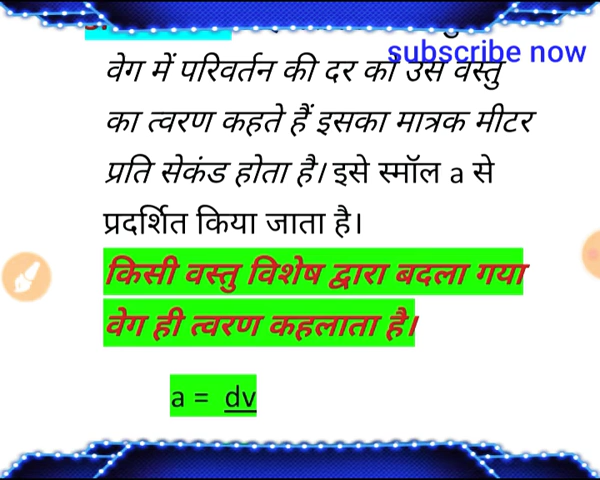 subscribe now
वेग में परिवर्तन की दर को उस वस्तु
का त्वरण कहते हैं इसका मात्रक मीटर
प्रति सेकंड होता है। इसे स्मॉल a से
प्रदर्शित किया जाता है।
किसी वस्तु विशेष द्वारा बदला गया
वेग ही त्वरण कहलाता है।
a = dv